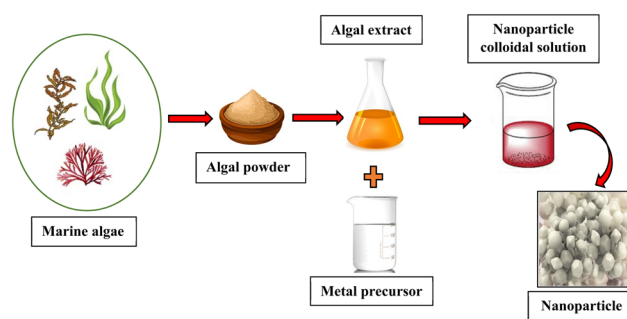 Algal extract
Nanoparticle
colloidal solution
Algal powder
Marine algae
Metal precursor
Nanoparticle